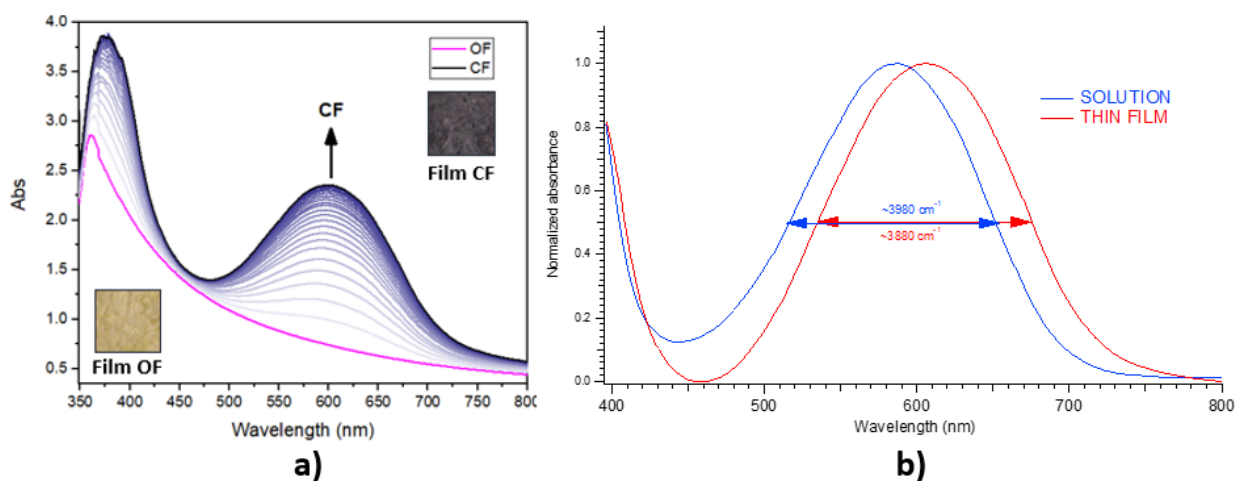 4.0
3.5
3.0
2.5
2.0
1.5
1.0
0.5
Abs
350 400 450 500 550 600 650 700 750 800
Wavelength (nm)
OF
CF
CF
Film CF
Film OF
a)
1.0
0.8
0.6
0.4
0.2
0.0
Normalized absorbance
SOLUTION
THIN FILM
~3980 cm⁻¹
~3880 cm⁻¹
400 500 600 700 800
Wavelength (nm)
b)